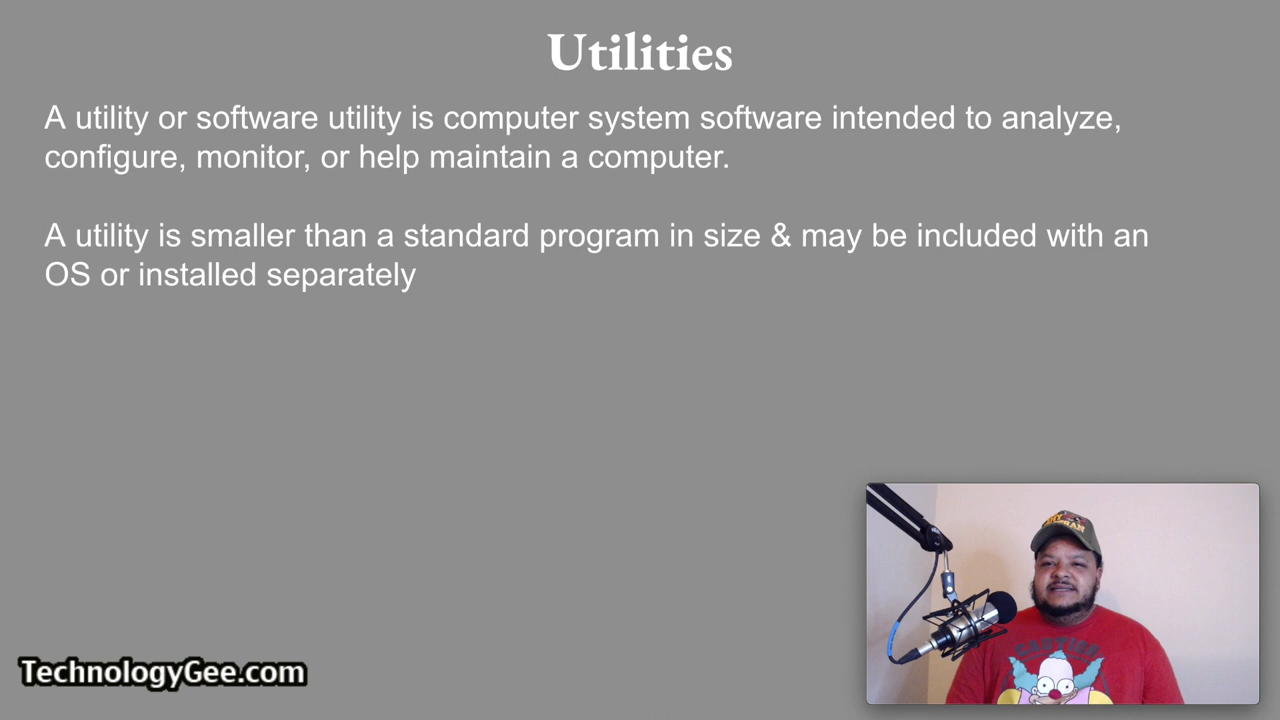 Utilities
A utility or software utility is computer system software intended to analyze,
configure, monitor, or help maintain a computer.
A utility is smaller than a standard program in size & may be included with an
OS or installed separately
TechnologyGee.com
CAUTION